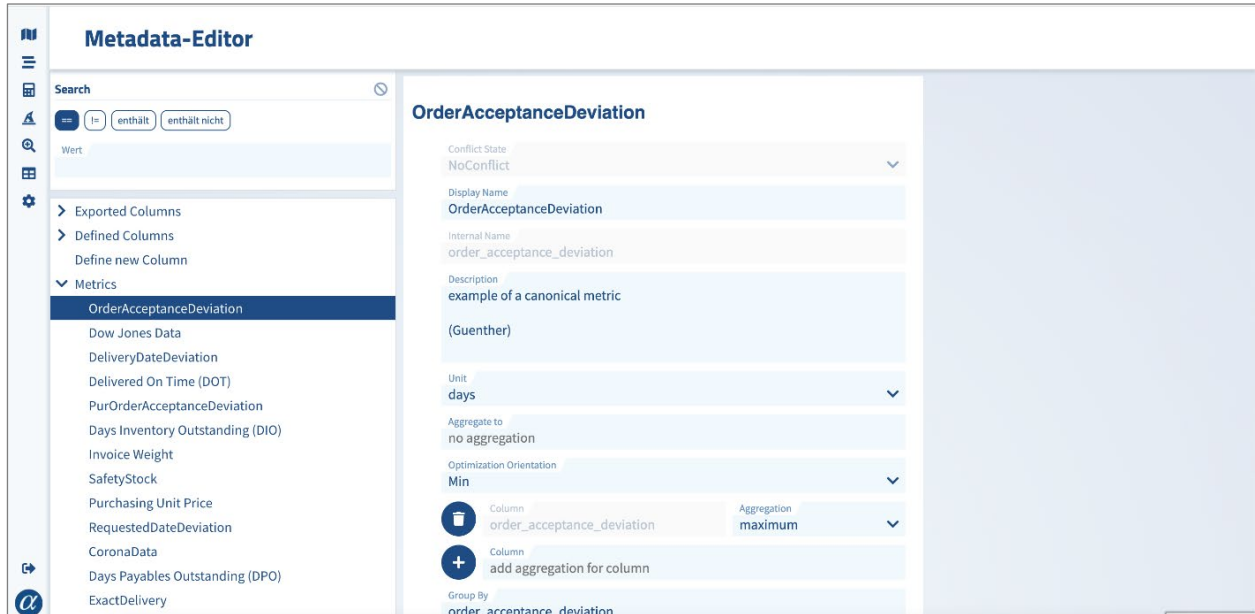 Metadata-Editor
Search
==
!=
enthält
enthält nicht
Wert
Exported Columns
Defined Columns
Define new Column
Metrics
OrderAcceptanceDeviation
Dow Jones Data
DeliveryDateDeviation
Delivered On Time (DOT)
PurOrderAcceptanceDeviation
Days Inventory Outstanding (DIO)
Invoice Weight
SafetyStock
Purchasing Unit Price
RequestedDateDeviation
CoronaData
Days Payables Outstanding (DPO)
ExactDelivery
α
OrderAcceptanceDeviation
Conflict State
NoConflict
Display Name
OrderAcceptanceDeviation
Internal Name
order_acceptance_deviation
Description
example of a canonical metric
(Guenther)
Unit
days
Aggregate to
no aggregation
Optimization Orientation
Min
Column
order_acceptance_deviation
Aggregation
maximum
Column
add aggregation for column
Group By
order_acceptance_deviation